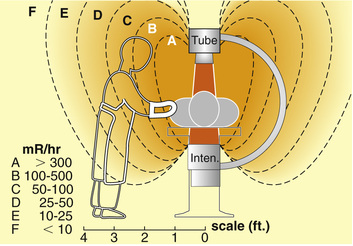 F E D C B A Tube
Inten.
mR/hr
A > 300
B 100-500
C 50-100
D 25-50
E 10-25
F < 10
scale (ft.)
4 3 2 1 0